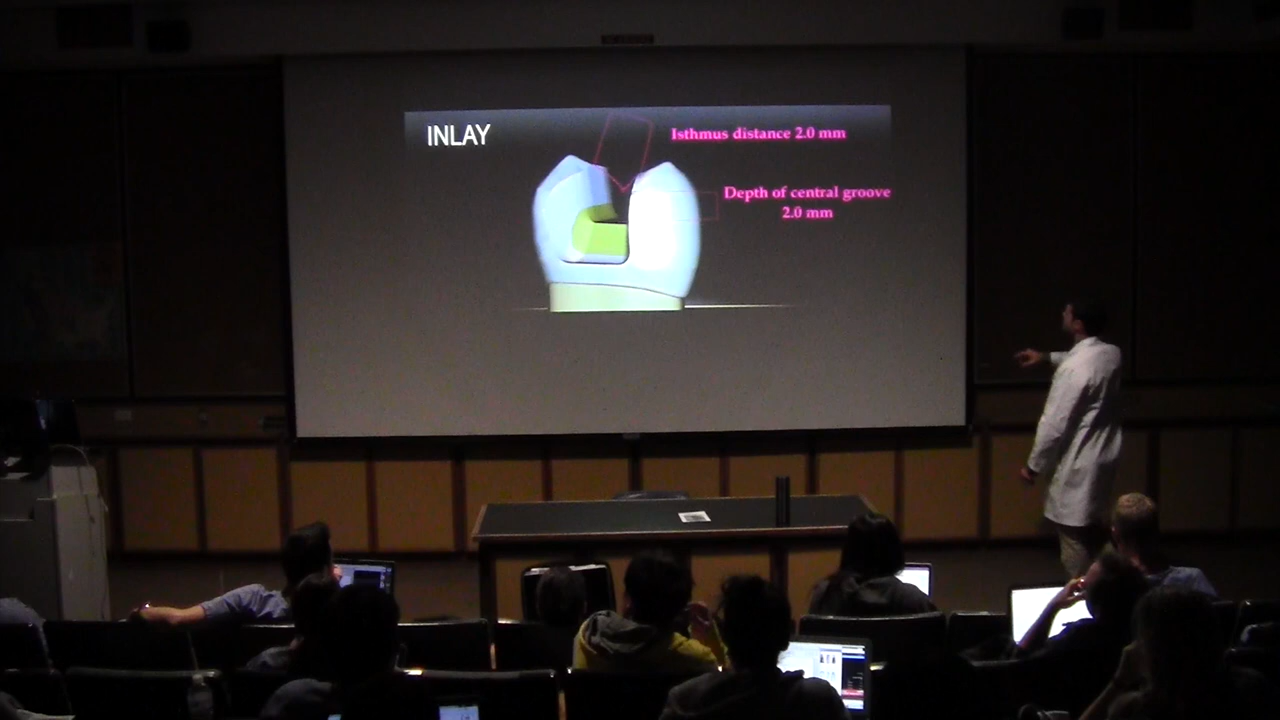 INLAY
Isthmus distance 2.0 mm
Depth of central groove
2.0 mm